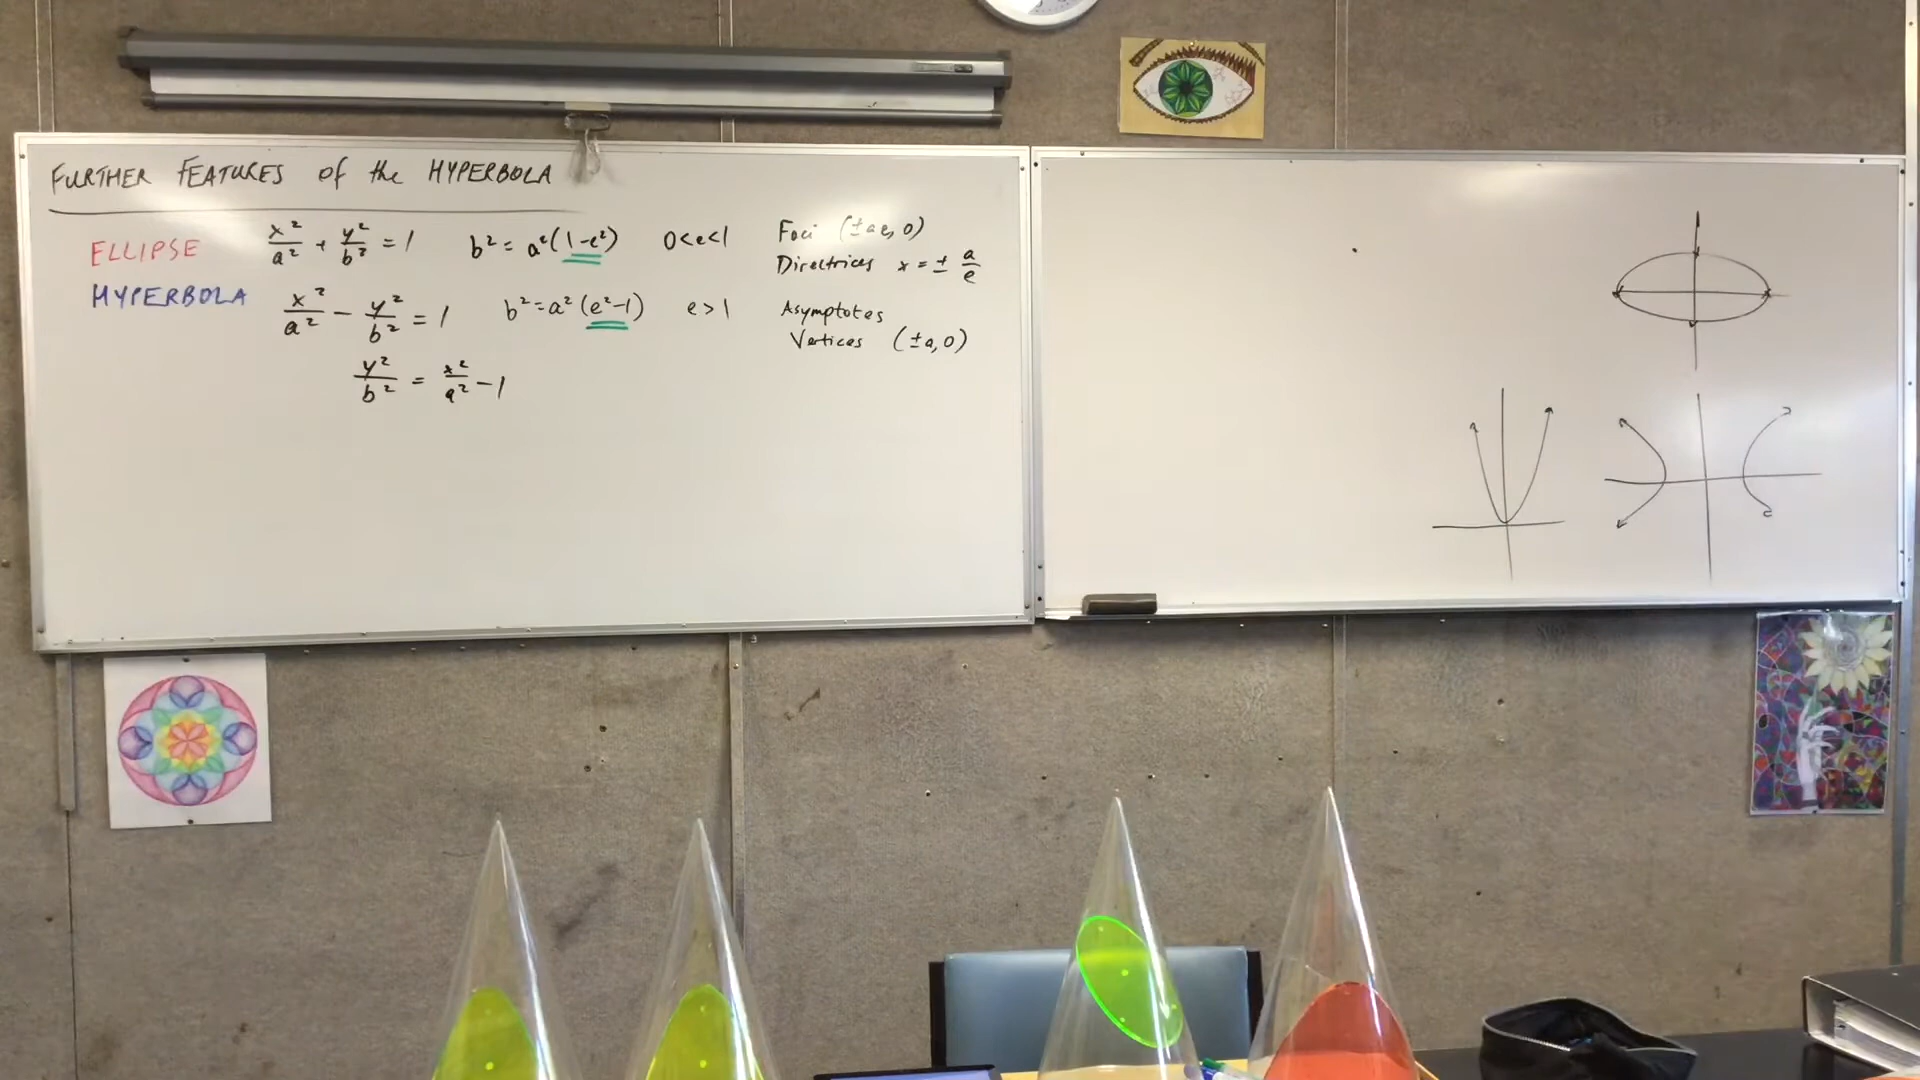 FURTHER FEATURES of the HYPERBOLA
ELLIPSE x²/a² + y²/b² = 1 b² = a²(1-e²) 0<e<1
HYPERBOLA x²/a² - y²/b² = 1 b² = a²(e²-1) e>1
y²/b² = x²/a² - 1
Foci (±ae, 0)
Directrices x = ± a/e
Asymptotes
Vertices (±a, 0)